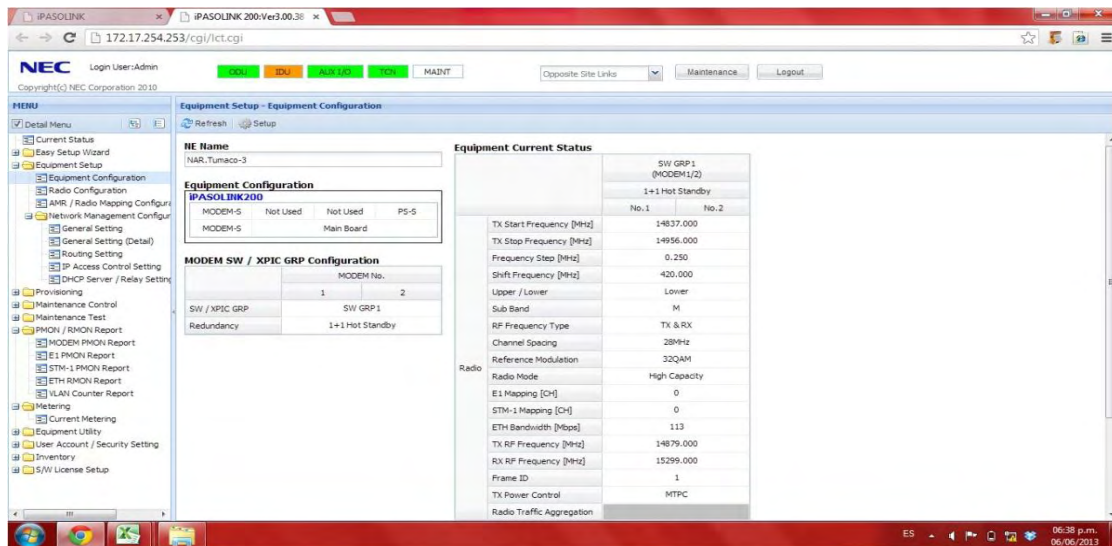 iPASOLINK
iPASOLINK 200:Ver3.00.38
172.17.254.253/cgi/lct.cgi
NEC Login User:Admin
ODU IDU AUX I/O TCN MAINT
Opposite Site Links Maintenance Logout
Copyright(c) NEC Corporation 2010
MENU
Detail Menu
Current Status
Easy Setup Wizard
Equipment Setup
Equipment Configuration
Radio Configuration
AMR / Radio Mapping Configura
Network Management Configur
General Setting
General Setting (Detail)
Routing Setting
IP Access Control Setting
DHCP Server / Relay Setting
Provisioning
Maintenance Control
Maintenance Test
PMON / RMON Report
MODEM PMON Report
E1 PMON Report
STM-1 PMON Report
ETH RMON Report
VLAN Counter Report
Metering
Current Metering
Equipment Utility
User Account / Security Setting
Inventory
S/W License Setup
Equipment Setup - Equipment Configuration
Refresh Setup
NE Name
NAR.Tumaco-3
Equipment Configuration
iPASOLINK200
MODEM-S Not Used Not Used PS-S
MODEM-S Main Board
MODEM SW / XPIC GRP Configuration
MODEM No.
1 2
SW / XPIC GRP SW GRP1
Redundancy 1+1 Hot Standby
Equipment Current Status
SW GRP1
(MODEM1/2)
1+1 Hot Standby
No.1 No.2
Radio
TX Start Frequency [MHz] 14837.000
TX Stop Frequency [MHz] 14956.000
Frequency Step [MHz] 0.250
Shift Frequency [MHz] 420.000
Upper / Lower Lower
Sub Band M
RF Frequency Type TX & RX
Channel Spacing 28MHz
Reference Modulation 32QAM
Radio Mode High Capacity
E1 Mapping [CH] 0
STM-1 Mapping [CH] 0
ETH Bandwidth [Mbps] 113
TX RF Frequency [MHz] 14879.000
RX RF Frequency [MHz] 15299.000
Frame ID 1
TX Power Control MTPC
Radio Traffic Aggregation
ES
06:38 p.m.
06/06/2013